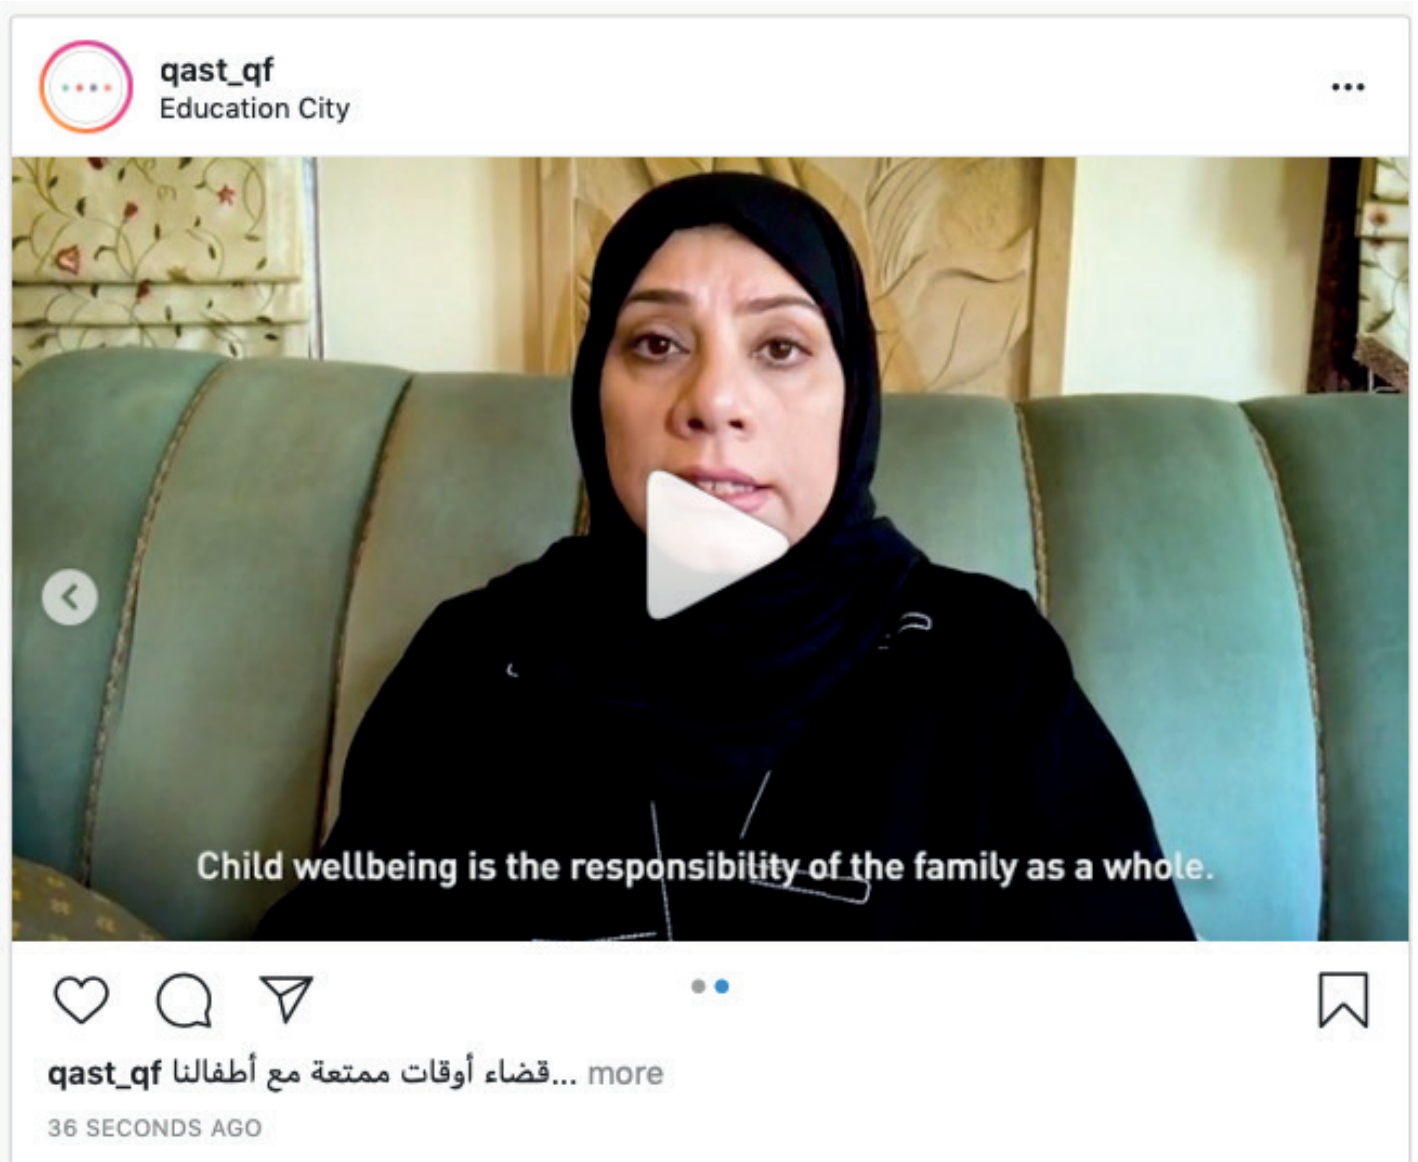 qast_qf
Education City
Child wellbeing is the responsibility of the family as a whole.
qast_qf قضاء أوقات ممتعة مع أطفالنا... more
36 SECONDS AGO